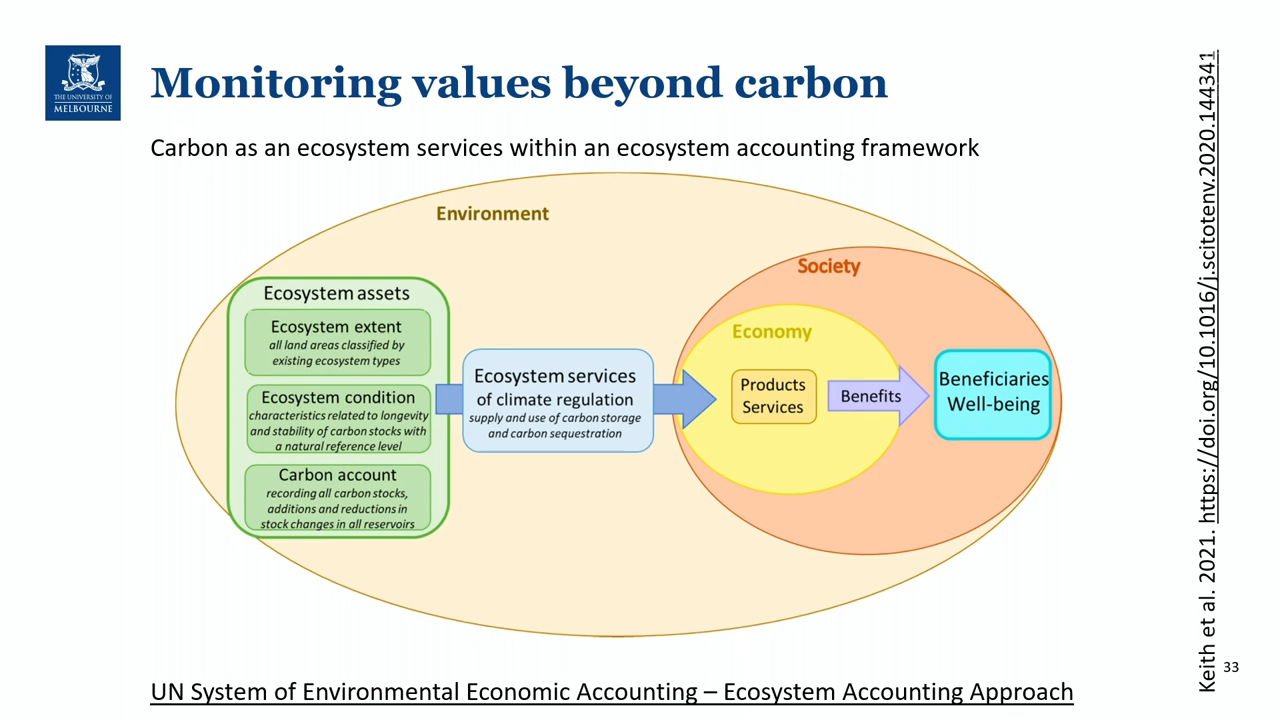 THE UNIVERSITY OF
MELBOURNE
Monitoring values beyond carbon
Carbon as an ecosystem services within an ecosystem accounting framework
Environment
Society
Economy
Ecosystem assets
Ecosystem extent
all land areas classified by
existing ecosystem types
Ecosystem condition
characteristics related to longevity
and stability of carbon stocks with
a natural reference level
Carbon account
recording all carbon stocks,
additions and reductions in
stock changes in all reservoirs
Ecosystem services
of climate regulation
supply and use of carbon storage
and carbon sequestration
Products
Services
Benefits
Beneficiaries
Well-being
Keith et al. 2021. https://doi.org/10.1016/j.scitotenv.2020.144341
33
UN System of Environmental Economic Accounting – Ecosystem Accounting Approach